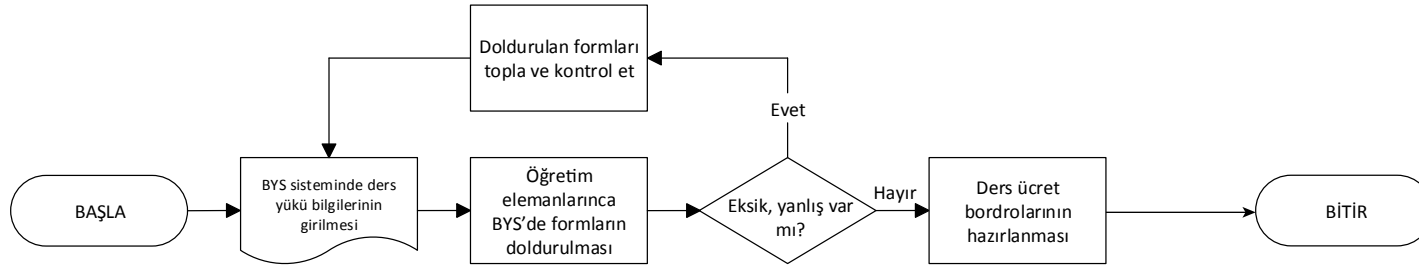 Doldurulan formları
topla ve kontrol et
Evet
BAŞLA
BYS sisteminde ders
yükü bilgilerinin
girilmesi
Öğretim
elemanlarınca
BYS’de formların
doldurulması
Eksik, yanlış var
mı?
Hayır
Ders ücret
bordrolarının
hazırlanması
BİTİR